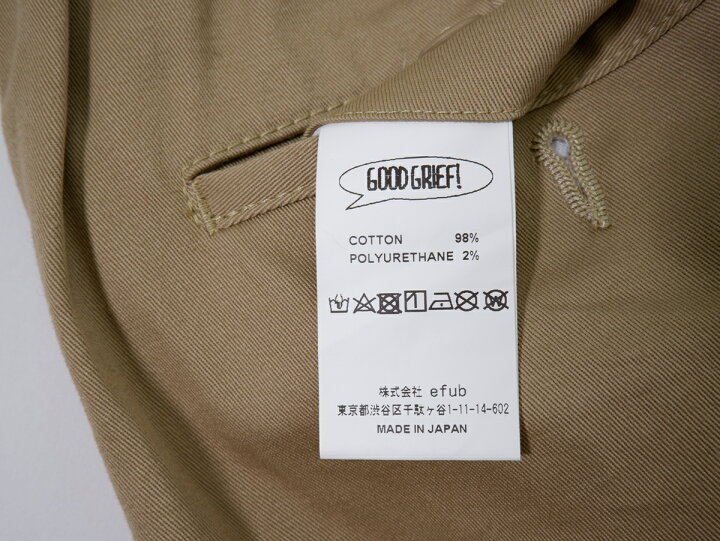 GOOD GRIEF!
COTTON 98%
POLYURETHANE 2%
株式会社 efub
東京都渋谷区千駄ヶ谷1-11-14-602
MADE IN JAPAN